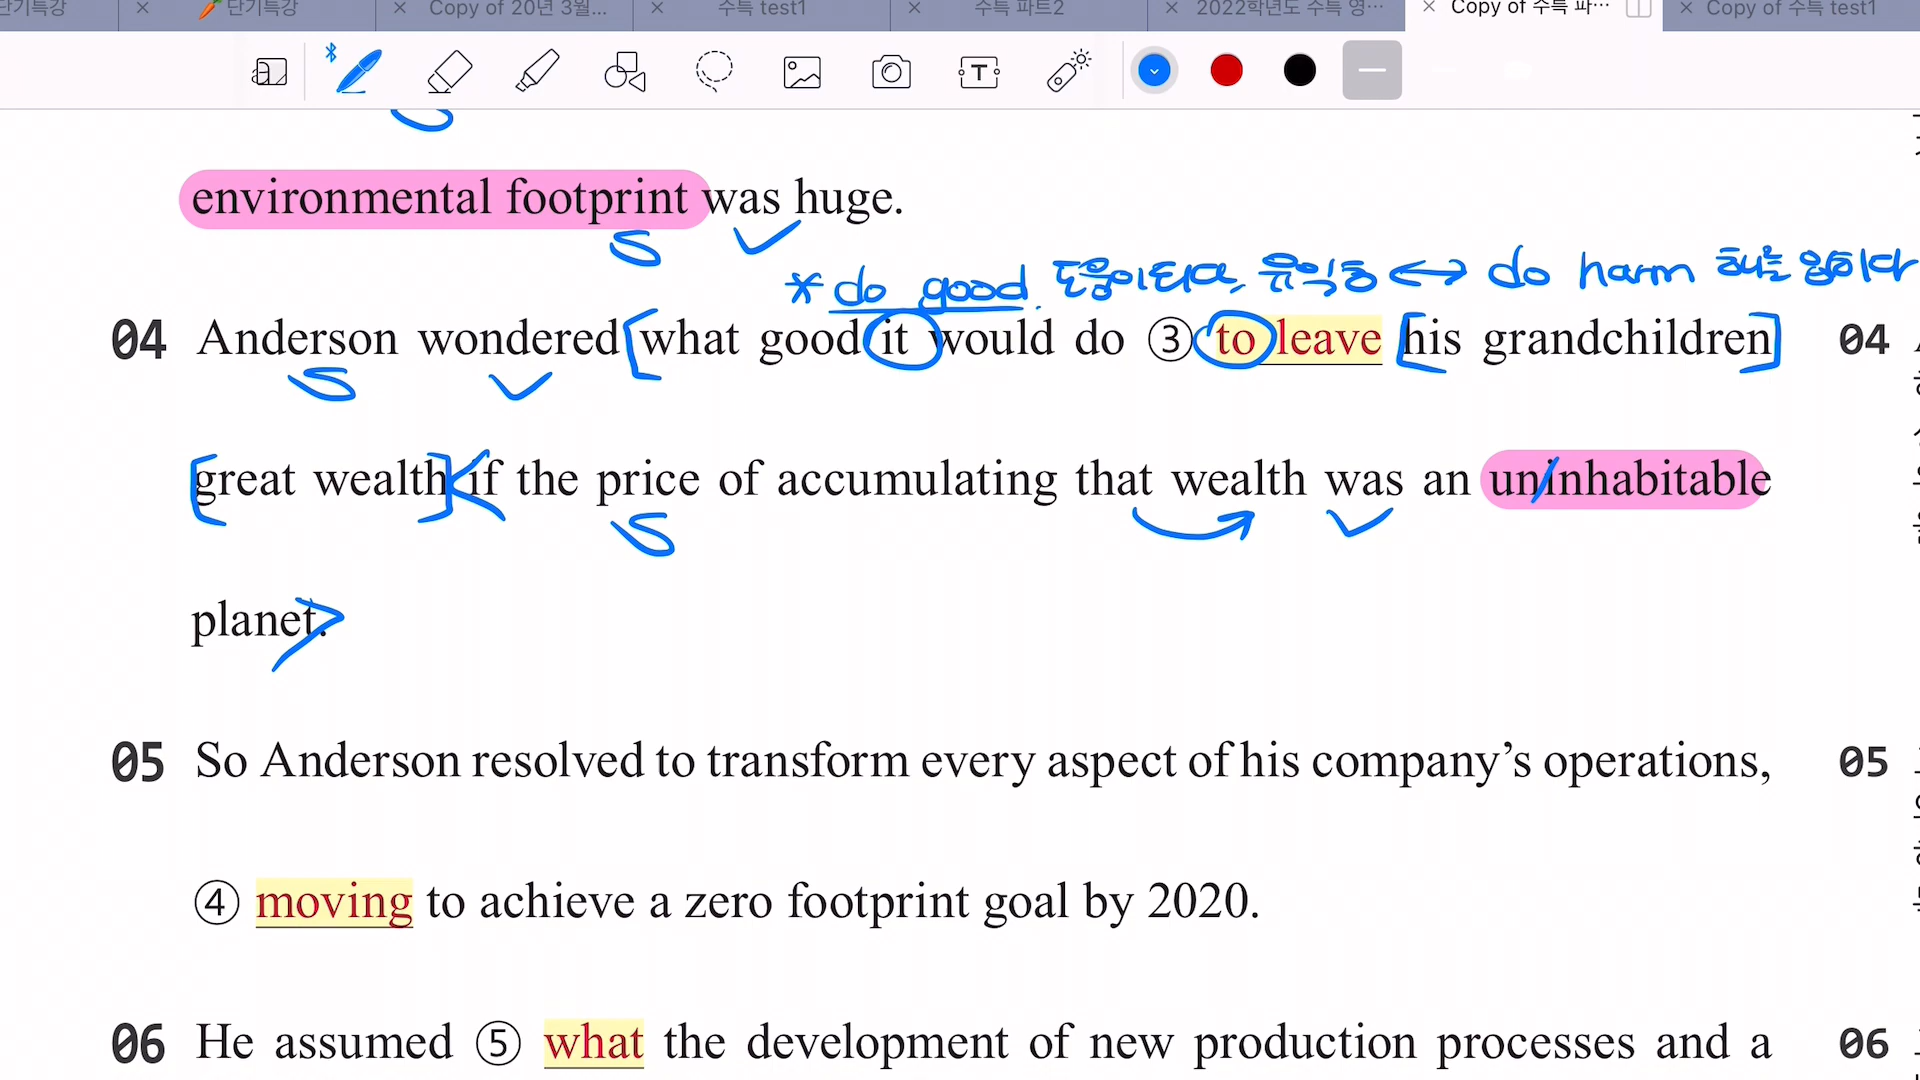 단기특강 × 단기특강 × Copy of 20년 3월... × 수특 test1 × 수특 파트2 × 2022학년도 수특 영... × Copy of 수특 파... × Copy of 수특 test1
environmental footprint was huge.
S
* do good 도움이되다, 유익함 ↔ do harm 해를 입히다
04 Anderson wondered what good it would do ③ to leave his grandchildren 04
S
great wealth if the price of accumulating that wealth was an uninhabitable
S
planet.
05 So Anderson resolved to transform every aspect of his company's operations, 05
④ moving to achieve a zero footprint goal by 2020.
06 He assumed ⑤ what the development of new production processes and a 06